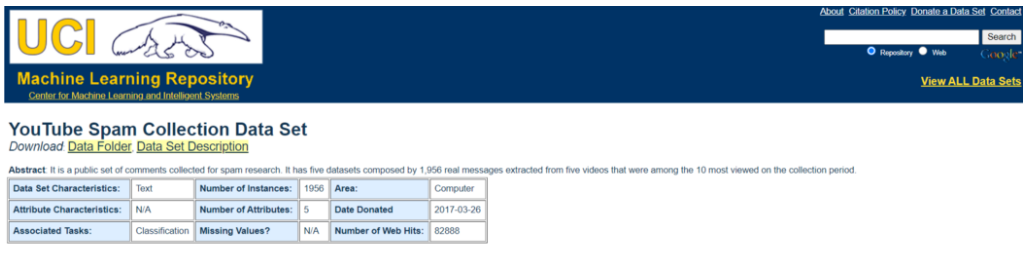 About Citation Policy Donate a Data Set Contact
UCI
Search
Repository Web Google™
Machine Learning Repository
Center for Machine Learning and Intelligent Systems
View ALL Data Sets
YouTube Spam Collection Data Set
Download: Data Folder, Data Set Description
Abstract: It is a public set of comments collected for spam research. It has five datasets composed by 1,956 real messages extracted from five videos that were among the 10 most viewed on the collection period.
Data Set Characteristics: Text Number of Instances: 1956 Area: Computer
Attribute Characteristics: N/A Number of Attributes: 5 Date Donated 2017-03-26
Associated Tasks: Classification Missing Values? N/A Number of Web Hits: 82888